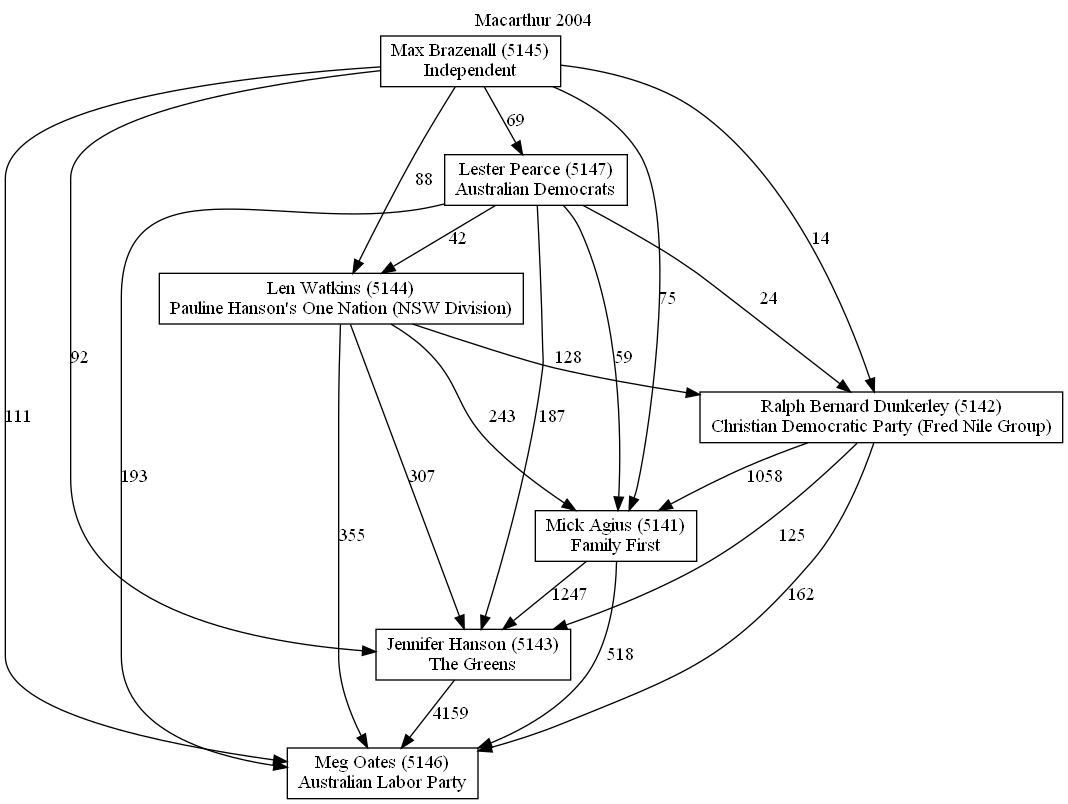 Macarthur 2004
Max Brazenall (5145)
Independent
69
Lester Pearce (5147)
Australian Democrats
88
42
14
Len Watkins (5144)
Pauline Hanson's One Nation (NSW Division)
75
24
92
128
59
Ralph Bernard Dunkerley (5142)
Christian Democratic Party (Fred Nile Group)
111
243
187
193
307
1058
Mick Agius (5141)
Family First
355
125
1247
162
Jennifer Hanson (5143)
The Greens
518
4159
Meg Oates (5146)
Australian Labor Party